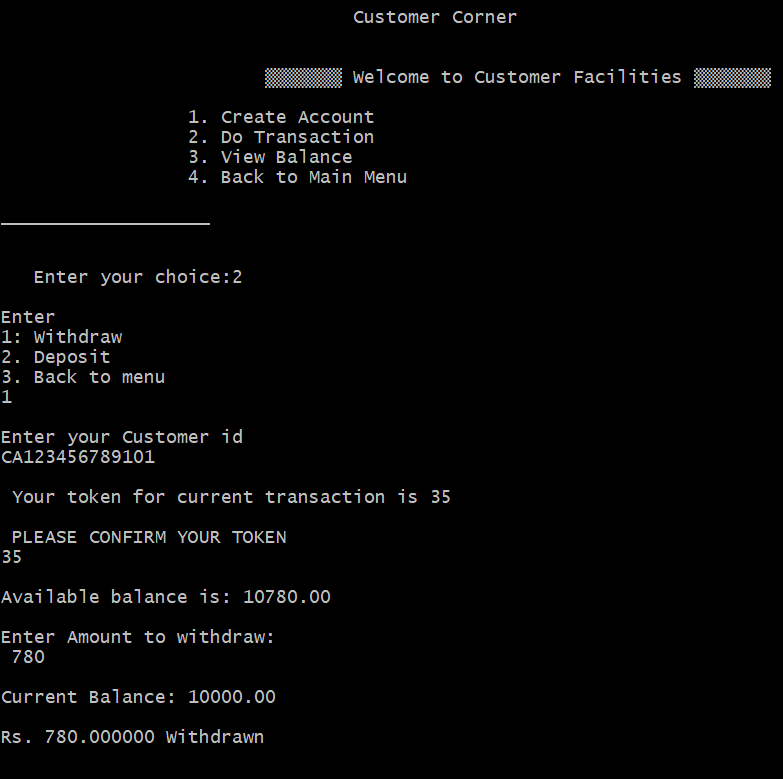 Customer Corner
▒▒▒▒▒▒▒ Welcome to Customer Facilities ▒▒▒▒▒▒▒
1. Create Account
2. Do Transaction
3. View Balance
4. Back to Main Menu
Enter your choice:2
Enter
1: Withdraw
2. Deposit
3. Back to menu
1
Enter your Customer id
CA123456789101
Your token for current transaction is 35
PLEASE CONFIRM YOUR TOKEN
35
Available balance is: 10780.00
Enter Amount to withdraw:
780
Current Balance: 10000.00
Rs. 780.000000 Withdrawn